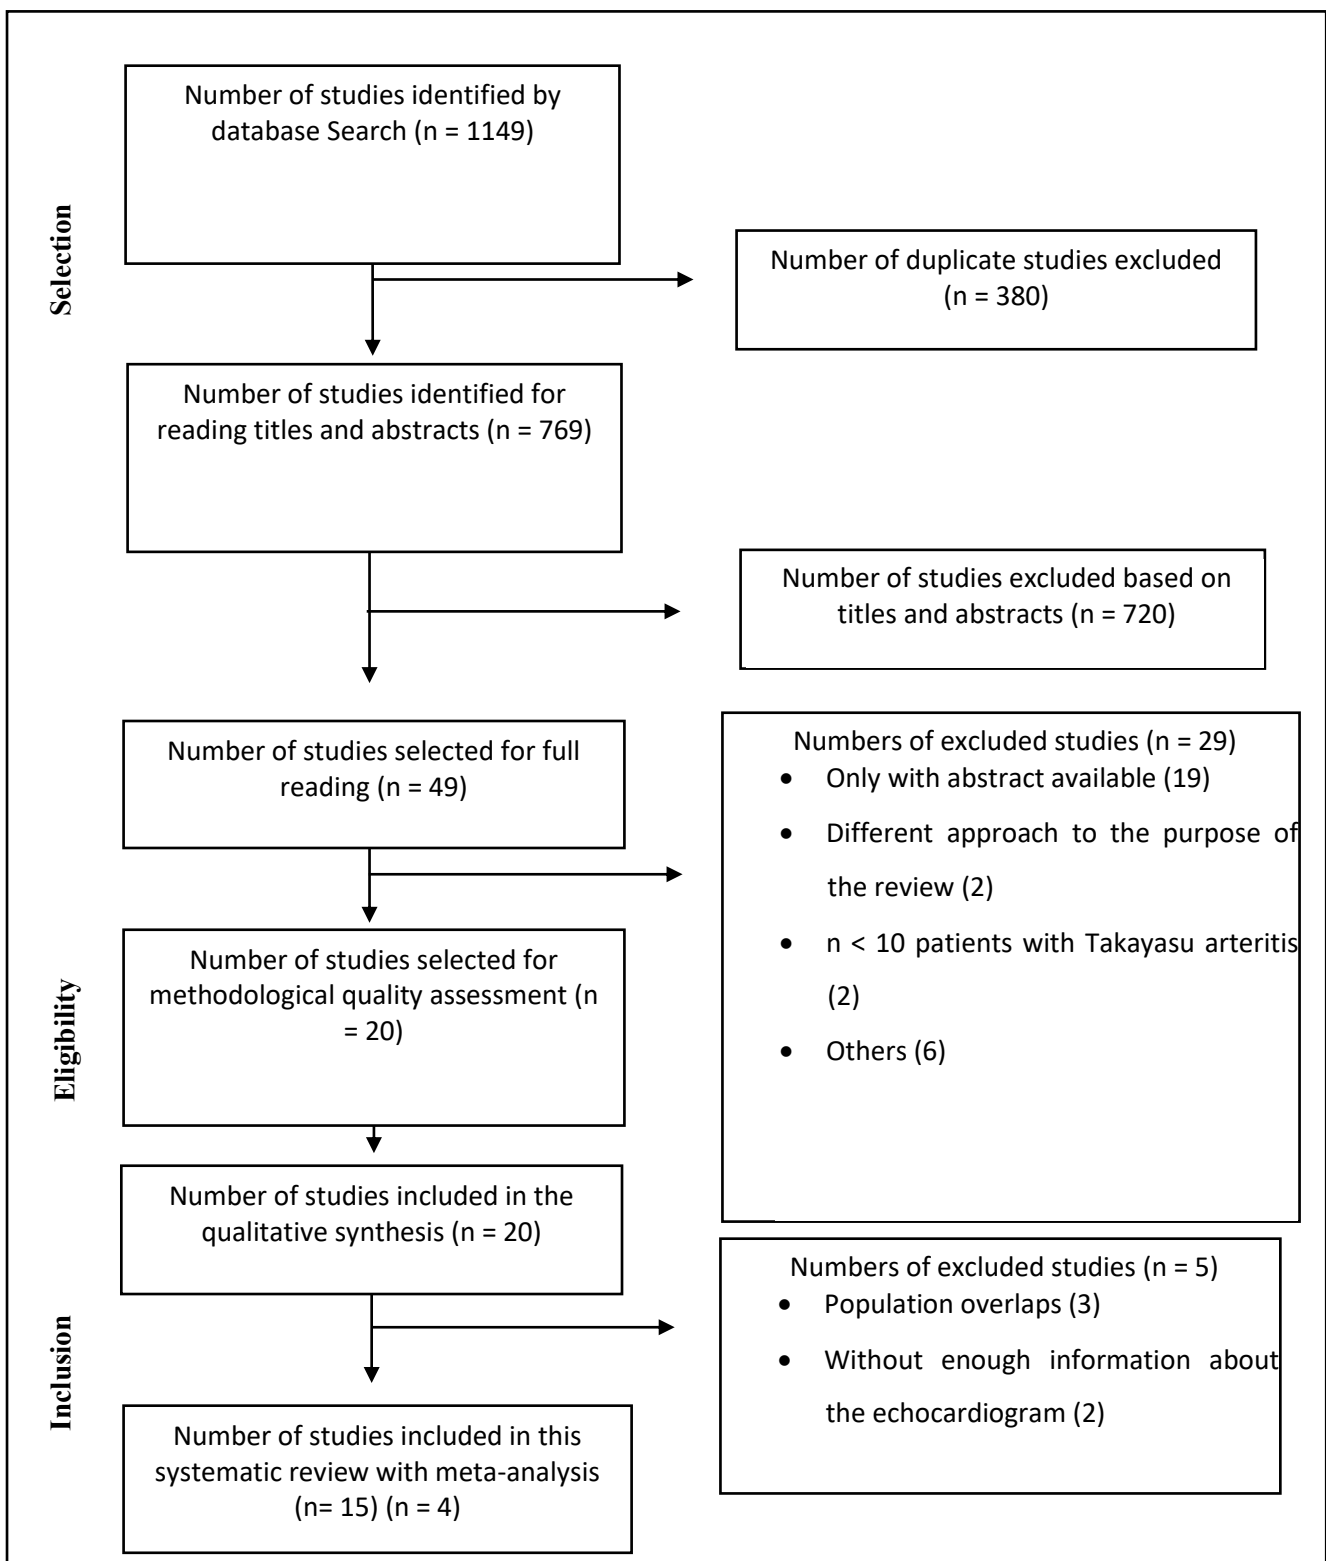 Selection
Number of studies identified by
database Search (n = 1149)
Number of duplicate studies excluded
(n = 380)
Number of studies identified for
reading titles and abstracts (n = 769)
Number of studies excluded based on
titles and abstracts (n = 720)
Eligibility
Number of studies selected for full
reading (n = 49)
Numbers of excluded studies (n = 29)
• Only with abstract available (19)
• Different approach to the purpose of
the review (2)
• n < 10 patients with Takayasu arteritis
(2)
• Others (6)
Number of studies selected for
methodological quality assessment (n
= 20)
Number of studies included in the
qualitative synthesis (n = 20)
Inclusion
Numbers of excluded studies (n = 5)
• Population overlaps (3)
• Without enough information about
the echocardiogram (2)
Number of studies included in this
systematic review with meta-analysis
(n= 15) (n = 4)